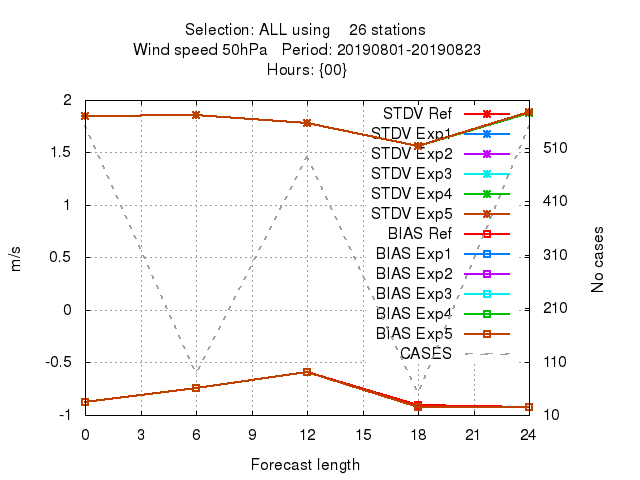 Selection: ALL using 26 stations
Wind speed 50hPa Period: 20190801-20190823
Hours: {00}
2
1.5
1
0.5
0
-0.5
-1
m/s
STDV Ref
STDV Exp1
STDV Exp2
STDV Exp3
STDV Exp4
STDV Exp5
BIAS Ref
BIAS Exp1
BIAS Exp2
BIAS Exp3
BIAS Exp4
BIAS Exp5
CASES
510
410
310
210
110
10
No cases
0 3 6 9 12 15 18 21 24
Forecast length